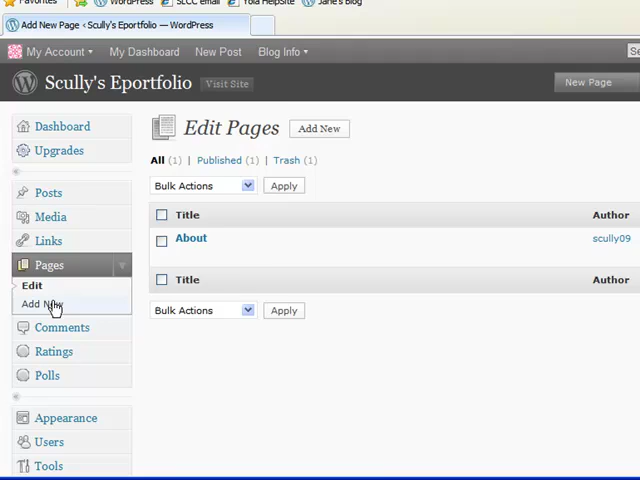 Favorites WordPress SLCC email Yola HelpSite Jane's Blog
Add New Page ‹ Scully's Eportfolio — WordPress
My Account My Dashboard New Post Blog Info Se
Scully's Eportfolio Visit Site New Page
Dashboard
Upgrades
Posts
Media
Links
Pages
Edit
Add New
Comments
Ratings
Polls
Appearance
Users
Tools
Edit Pages Add New
All (1) | Published (1) | Trash (1)
Bulk Actions Apply
Title Author
About scully09
Title Author
Bulk Actions Apply